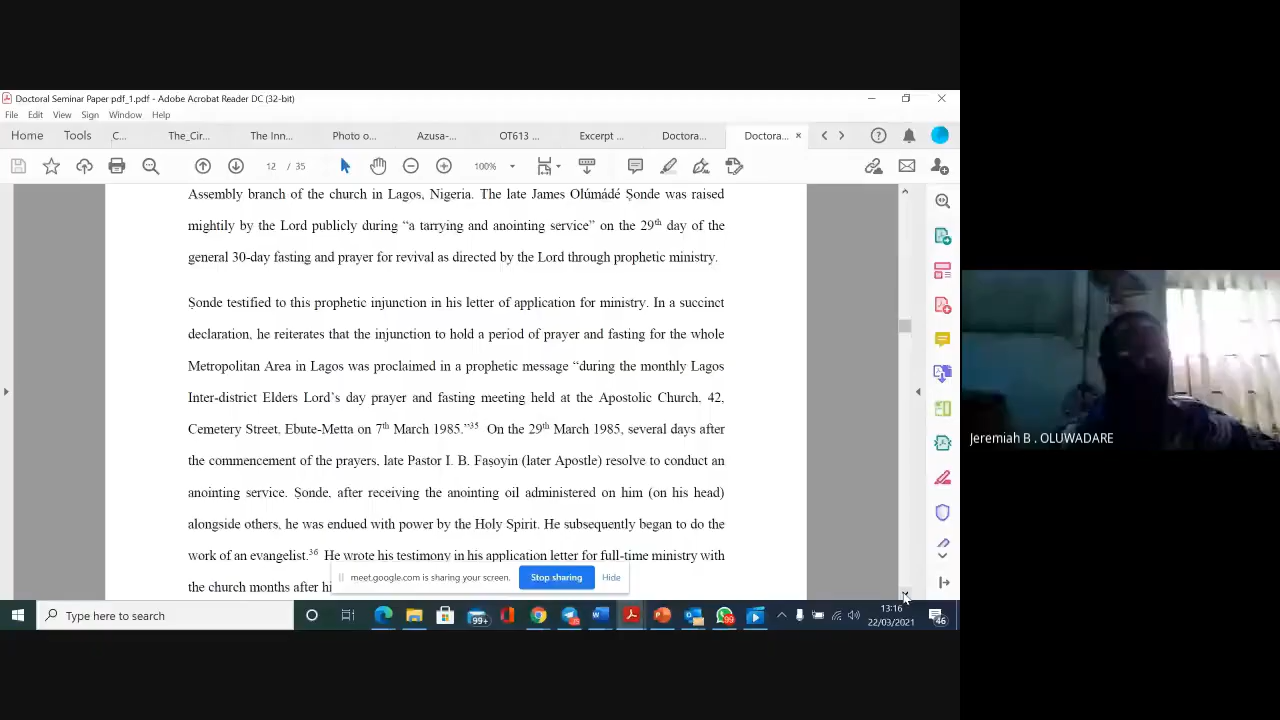 Doctoral Seminar Paper pdf_1.pdf - Adobe Acrobat Reader DC (32-bit)
File Edit View Sign Window Help
Home Tools C... The_Cir... The Inn... Photo o... Azusa-... OT613 ... Excerpt ... Doctora... Doctora... ×
12 / 35 100%
Assembly branch of the church in Lagos, Nigeria. The late James Olúmádé Ṣonde was raised
mightily by the Lord publicly during “a tarrying and anointing service” on the 29th day of the
general 30-day fasting and prayer for revival as directed by the Lord through prophetic ministry.
Ṣonde testified to this prophetic injunction in his letter of application for ministry. In a succinct
declaration, he reiterates that the injunction to hold a period of prayer and fasting for the whole
Metropolitan Area in Lagos was proclaimed in a prophetic message “during the monthly Lagos
Inter-district Elders Lord’s day prayer and fasting meeting held at the Apostolic Church, 42,
Cemetery Street, Ebute-Metta on 7th March 1985.”35 On the 29th March 1985, several days after
the commencement of the prayers, late Pastor I. B. Faṣoyin (later Apostle) resolve to conduct an
anointing service. Ṣonde, after receiving the anointing oil administered on him (on his head)
alongside others, he was endued with power by the Holy Spirit. He subsequently began to do the
work of an evangelist.36 He wrote his testimony in his application letter for full-time ministry with
the church months after hi
meet.google.com is sharing your screen. Stop sharing Hide
Jeremiah B . OLUWADARE
Type here to search
99+
99
13:16
22/03/2021
46